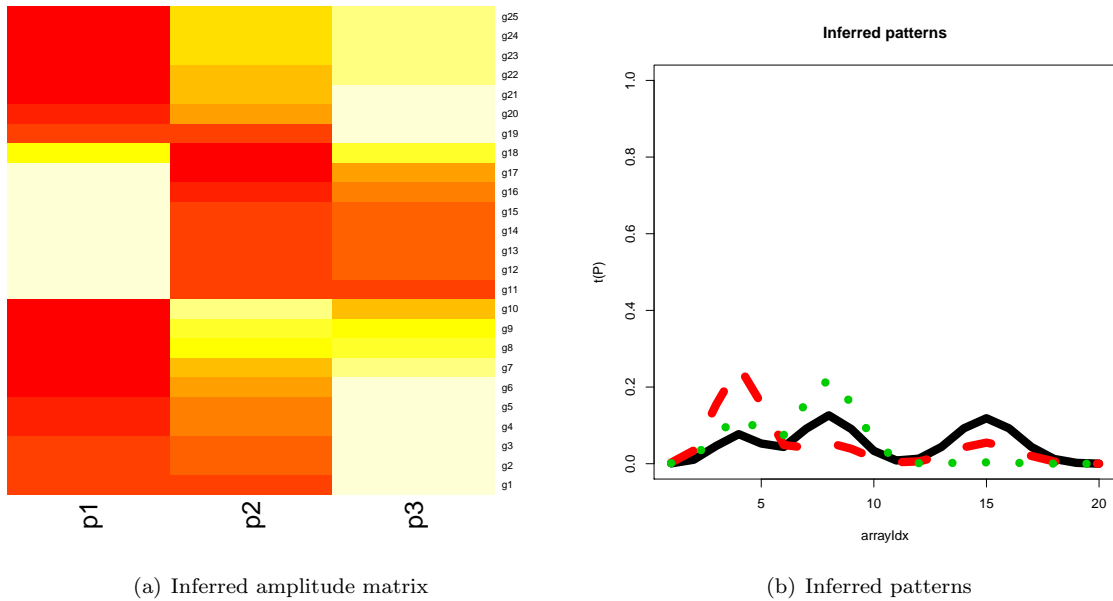 g25
g24
g23
g22
g21
g20
g19
g18
g17
g16
g15
g14
g13
g12
g11
g10
g9
g8
g7
g6
g5
g4
g3
g2
g1
p1
p2
p3
(a) Inferred amplitude matrix
Inferred patterns
t(P)
1.0
0.8
0.6
0.4
0.2
0.0
5
10
15
20
arrayIdx
(b) Inferred patterns